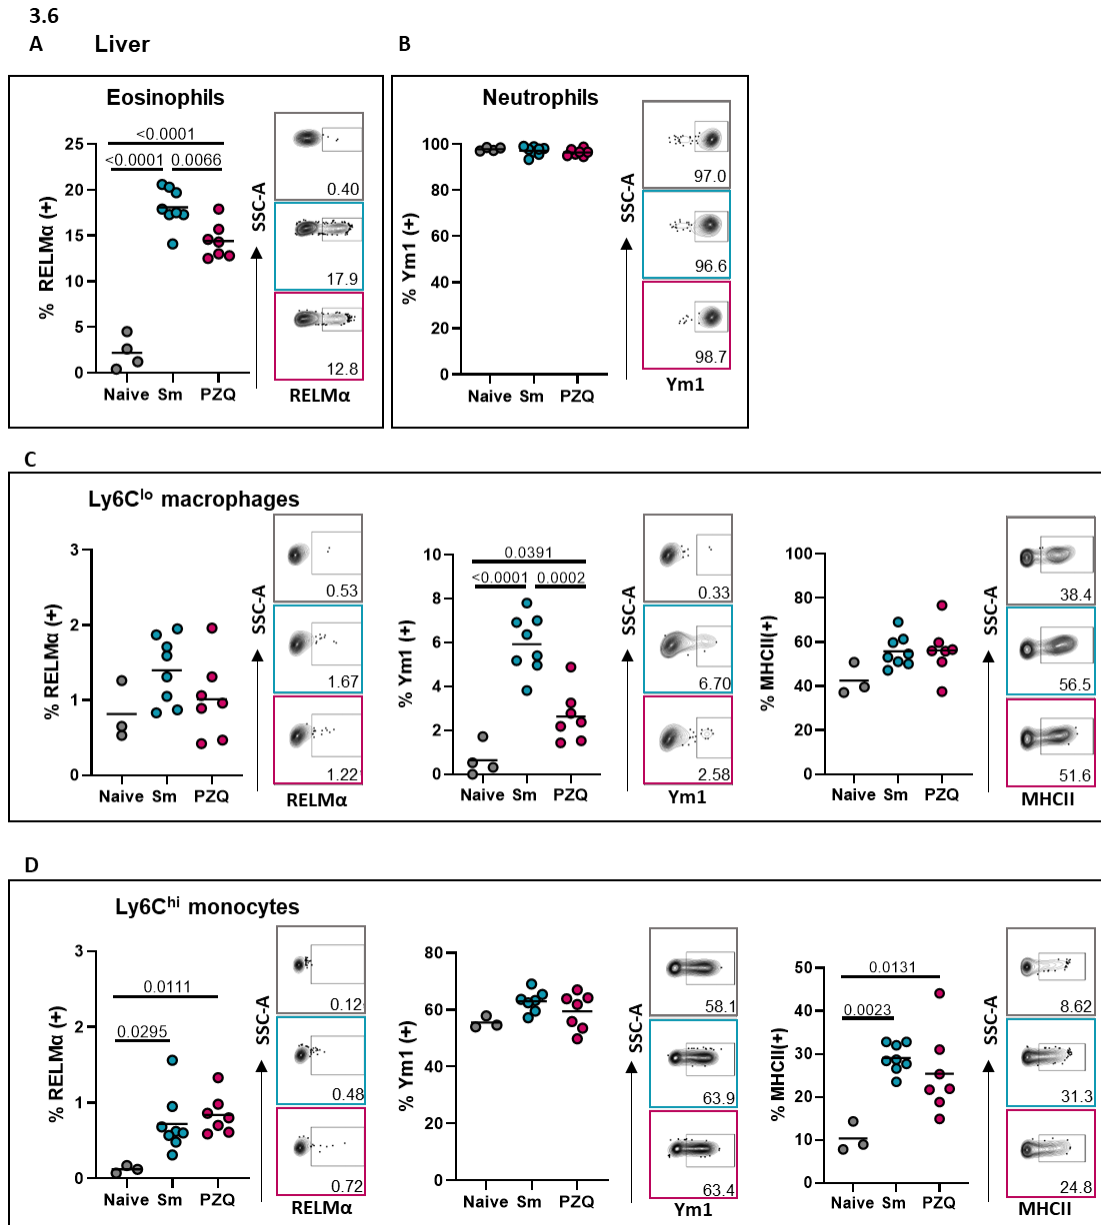 3.6
A Liver B
Eosinophils
<0.0001
<0.0001 0.0066
25
20
15
10
5
0
% RELMα (+)
Naive Sm PZQ
SSC-A
0.40
17.9
12.8
RELMα
Neutrophils
100
80
60
40
20
0
% Ym1 (+)
Naive Sm PZQ
SSC-A
97.0
96.6
98.7
Ym1
C
Ly6Clo macrophages
3
2
1
0
% RELMα (+)
Naive Sm PZQ
SSC-A
0.53
1.67
1.22
RELMα
0.0391
<0.0001 0.0002
10
8
6
4
2
0
% Ym1 (+)
Naive Sm PZQ
SSC-A
0.33
6.70
2.58
Ym1
100
80
60
40
20
0
% MHCII(+)
Naive Sm PZQ
SSC-A
38.4
56.5
51.6
MHCII
D
Ly6Chi monocytes
0.0111
0.0295
3
2
1
0
% RELMα (+)
Naive Sm PZQ
SSC-A
0.12
0.48
0.72
RELMα
80
60
40
20
0
% Ym1 (+)
Naive Sm PZQ
SSC-A
58.1
63.9
63.4
Ym1
0.0131
0.0023
50
40
30
20
10
0
% MHCII(+)
Naive Sm PZQ
SSC-A
8.62
31.3
24.8
MHCII